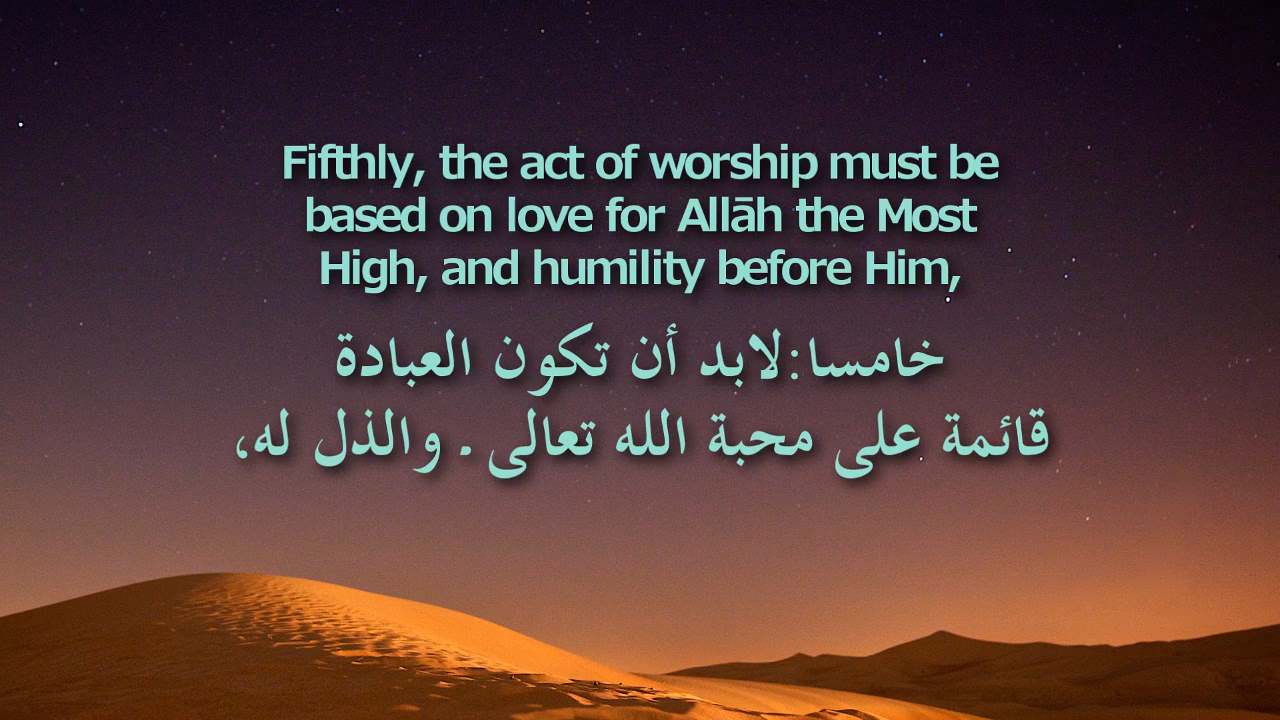 Fifthly, the act of worship must be
based on love for Allāh the Most
High, and humility before Him,
خامسا:لابد أن تكون العبادة
قائمة على محبة الله تعالى. والذل له،